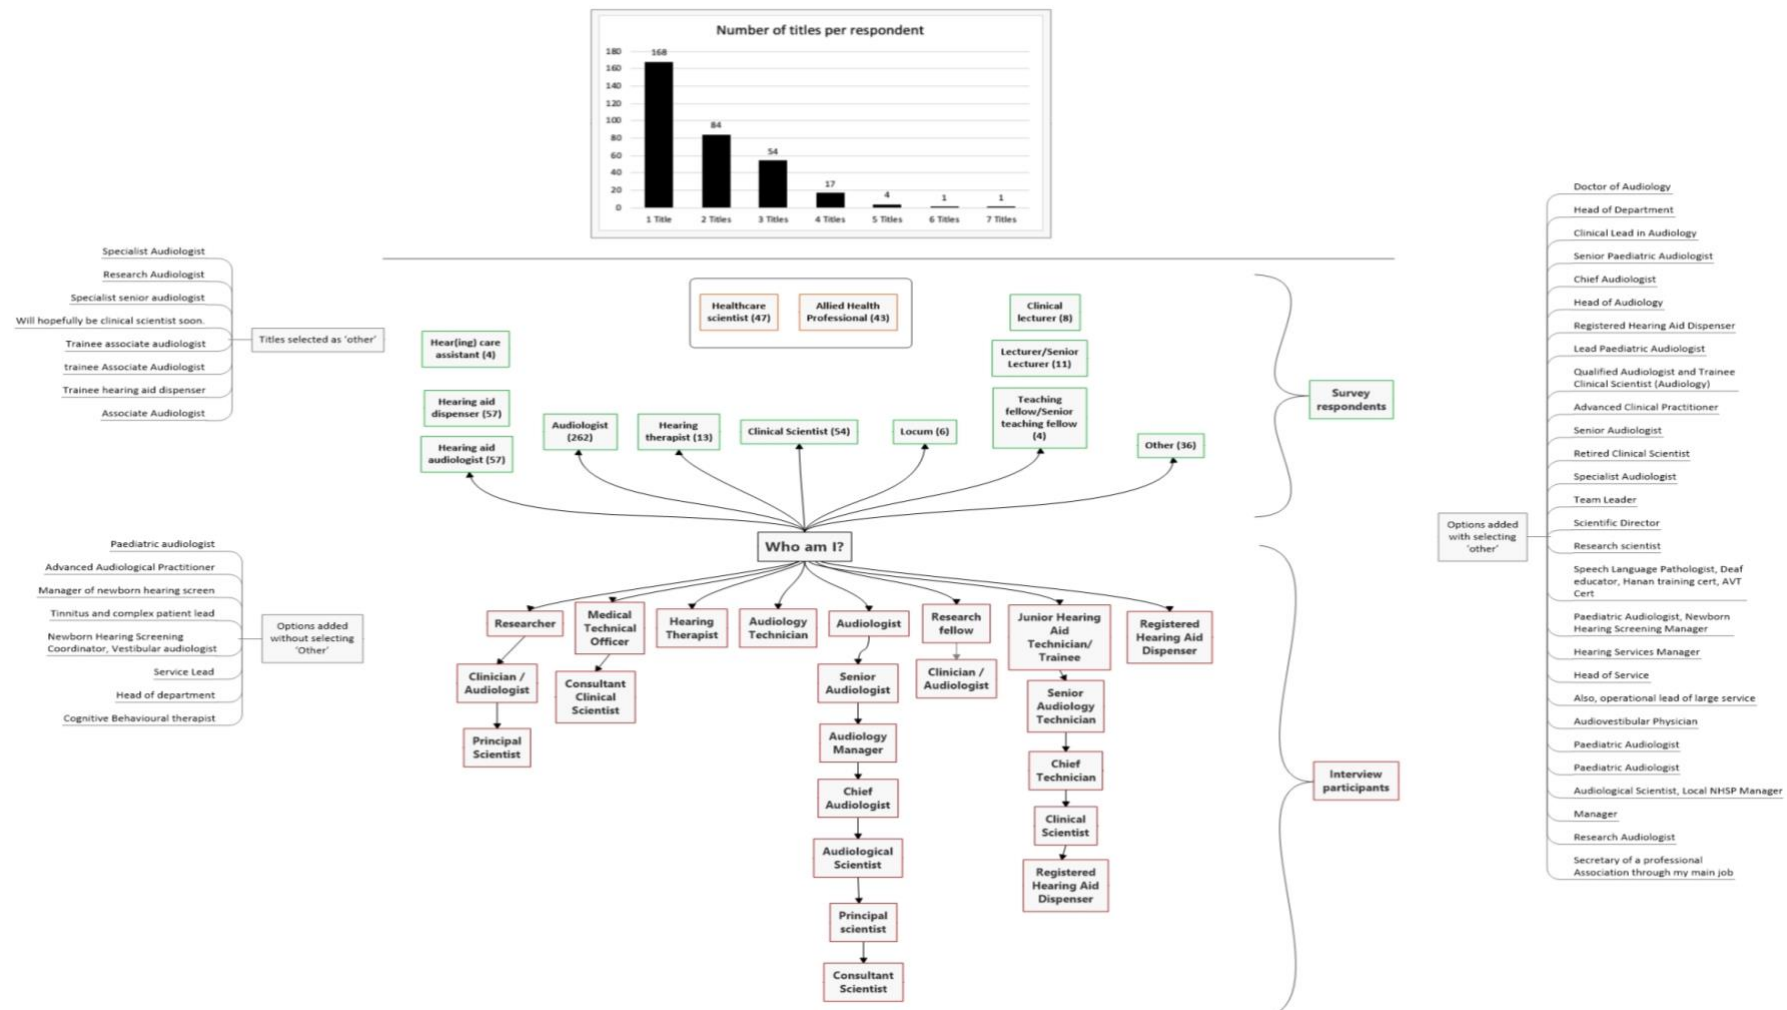 Number of titles per respondent
180
160
140
120
100
80
60
40
20
0
168
84
54
17
4
1
1
1 Title
2 Titles
3 Titles
4 Titles
5 Titles
6 Titles
7 Titles
Specialist Audiologist
Research Audiologist
Specialist senior audiologist
Will hopefully be clinical scientist soon.
Trainee associate audiologist
trainee Associate Audiologist
Trainee hearing aid dispenser
Associate Audiologist
Titles selected as 'other'
Paediatric audiologist
Advanced Audiological Practitioner
Manager of newborn hearing screen
Tinnitus and complex patient lead
Newborn Hearing Screening
Coordinator, Vestibular audiologist
Service Lead
Head of department
Cognitive Behavioural therapist
Options added
without selecting
'Other'
Healthcare
scientist (47)
Allied Health
Professional (43)
Hear(ing) care
assistant (4)
Hearing aid
dispenser (57)
Hearing aid
audiologist (57)
Audiologist
(262)
Hearing
therapist (13)
Clinical Scientist (54)
Locum (6)
Clinical
lecturer (8)
Lecturer/Senior
Lecturer (11)
Teaching
fellow/Senior
teaching fellow
(4)
Other (36)
Survey
respondents
Who am I?
Researcher
Clinician /
Audiologist
Principal
Scientist
Medical
Technical
Officer
Consultant
Clinical
Scientist
Hearing
Therapist
Audiology
Technician
Audiologist
Senior
Audiologist
Audiology
Manager
Chief
Audiologist
Audiological
Scientist
Principal
scientist
Consultant
Scientist
Research
fellow
Clinician /
Audiologist
Junior Hearing
Aid
Technician/
Trainee
Senior
Audiology
Technician
Chief
Technician
Clinical
Scientist
Registered
Hearing Aid
Dispenser
Registered
Hearing Aid
Dispenser
Interview
participants
Options added
with selecting
'other'
Doctor of Audiology
Head of Department
Clinical Lead in Audiology
Senior Paediatric Audiologist
Chief Audiologist
Head of Audiology
Registered Hearing Aid Dispenser
Lead Paediatric Audiologist
Qualified Audiologist and Trainee
Clinical Scientist (Audiology)
Advanced Clinical Practitioner
Senior Audiologist
Retired Clinical Scientist
Specialist Audiologist
Team Leader
Scientific Director
Research scientist
Speech Language Pathologist, Deaf
educator, Hanan training cert, AVT
Cert
Paediatric Audiologist, Newborn
Hearing Screening Manager
Hearing Services Manager
Head of Service
Also, operational lead of large service
Audiovestibular Physician
Paediatric Audiologist
Paediatric Audiologist
Audiological Scientist, Local NHSP Manager
Manager
Research Audiologist
Secretary of a professional
Association through my main job